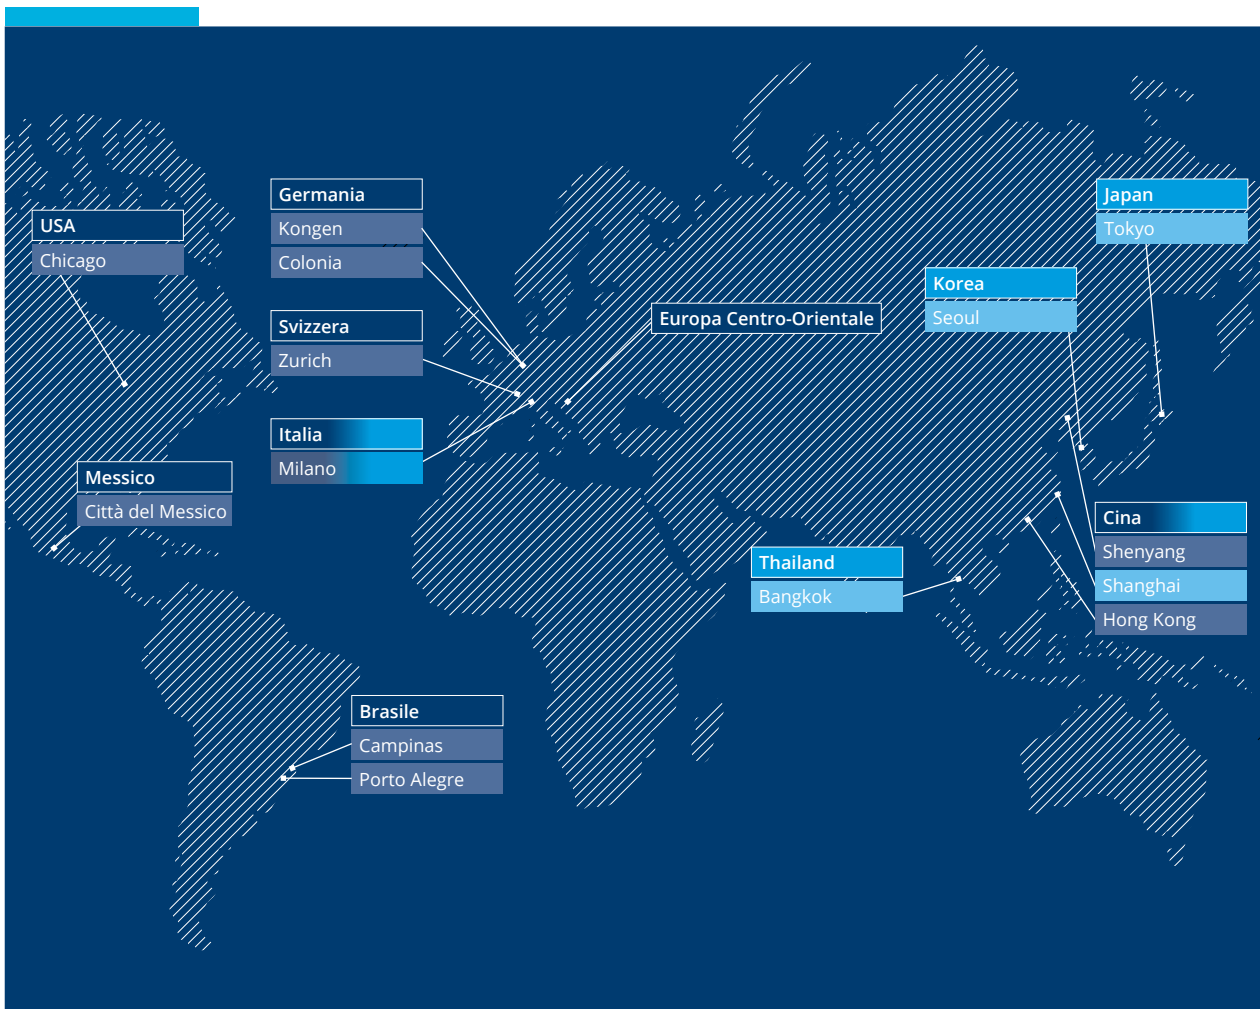 USA
Chicago
Germania
Kongen
Colonia
Svizzera
Zurich
Italia
Milano
Messico
Città del Messico
Brasile
Campinas
Porto Alegre
Europa Centro-Orientale
Japan
Tokyo
Korea
Seoul
Thailand
Bangkok
Cina
Shenyang
Shanghai
Hong Kong